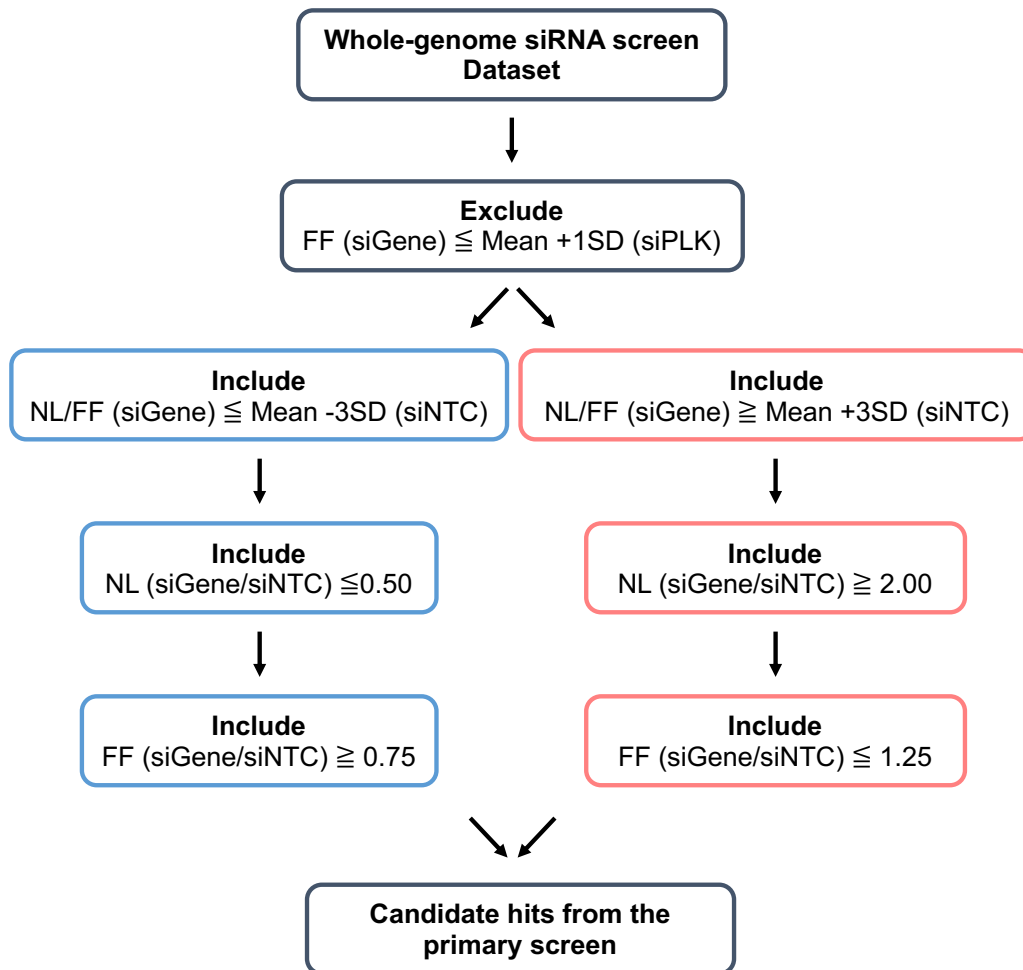 Whole-genome siRNA screen
Dataset
Exclude
FF (siGene) ≦ Mean +1SD (siPLK)
Include
NL/FF (siGene) ≦ Mean -3SD (siNTC)
Include
NL/FF (siGene) ≧ Mean +3SD (siNTC)
Include
NL (siGene/siNTC) ≦0.50
Include
NL (siGene/siNTC) ≧ 2.00
Include
FF (siGene/siNTC) ≧ 0.75
Include
FF (siGene/siNTC) ≦ 1.25
Candidate hits from the
primary screen